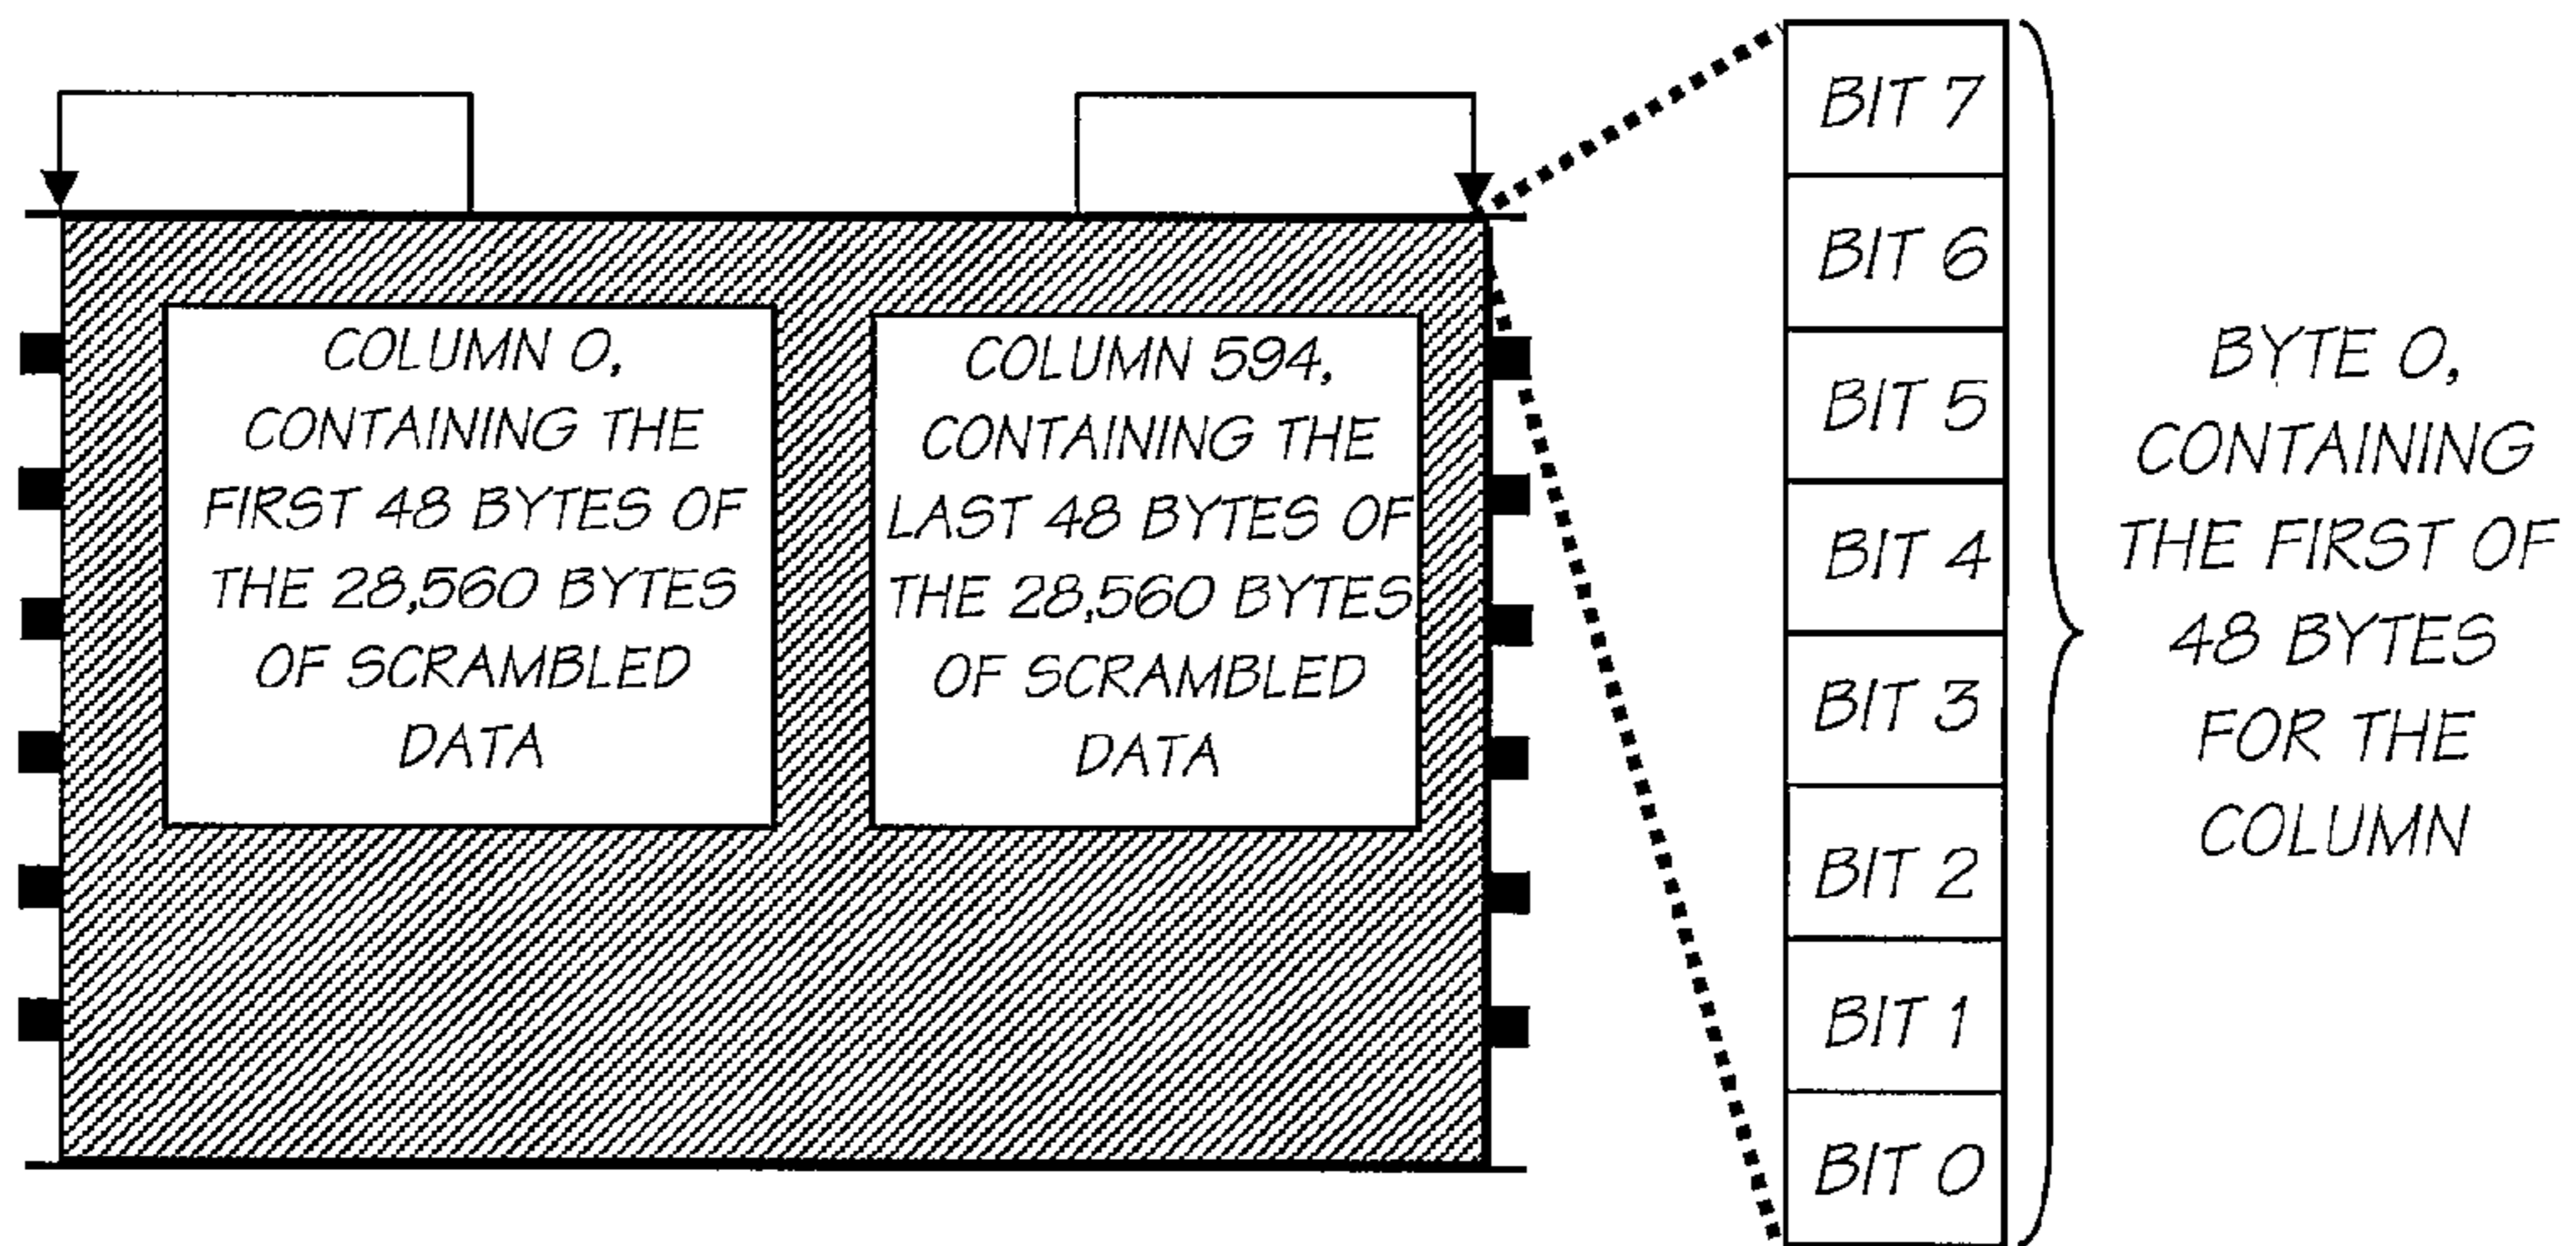 COLUMN 0,
CONTAINING THE
FIRST 48 BYTES OF
THE 28,560 BYTES
OF SCRAMBLED
DATA
COLUMN 594,
CONTAINING THE
LAST 48 BYTES OF
THE 28,560 BYTES
OF SCRAMBLED
DATA
BIT 7
BIT 6
BIT 5
BIT 4
BIT 3
BIT 2
BIT 1
BIT 0
BYTE 0,
CONTAINING
THE FIRST OF
48 BYTES
FOR THE
COLUMN